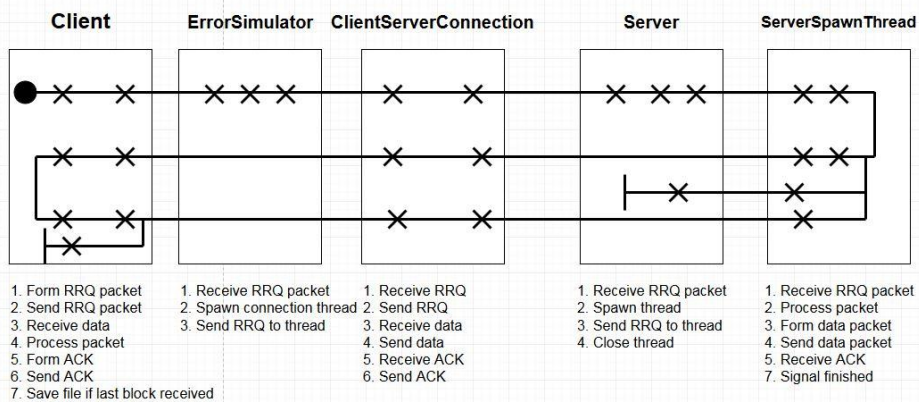 Client ErrorSimulator ClientServerConnection Server ServerSpawnThread
1. Form RRQ packet
2. Send RRQ packet
3. Receive data
4. Process packet
5. Form ACK
6. Send ACK
7. Save file if last block received
1. Receive RRQ packet
2. Spawn connection thread
3. Send RRQ to thread
1. Receive RRQ
2. Send RRQ
3. Receive data
4. Send data
5. Receive ACK
6. Send ACK
1. Receive RRQ packet
2. Spawn thread
3. Send RRQ to thread
4. Close thread
1. Receive RRQ packet
2. Process packet
3. Form data packet
4. Send data packet
5. Receive ACK
7. Signal finished